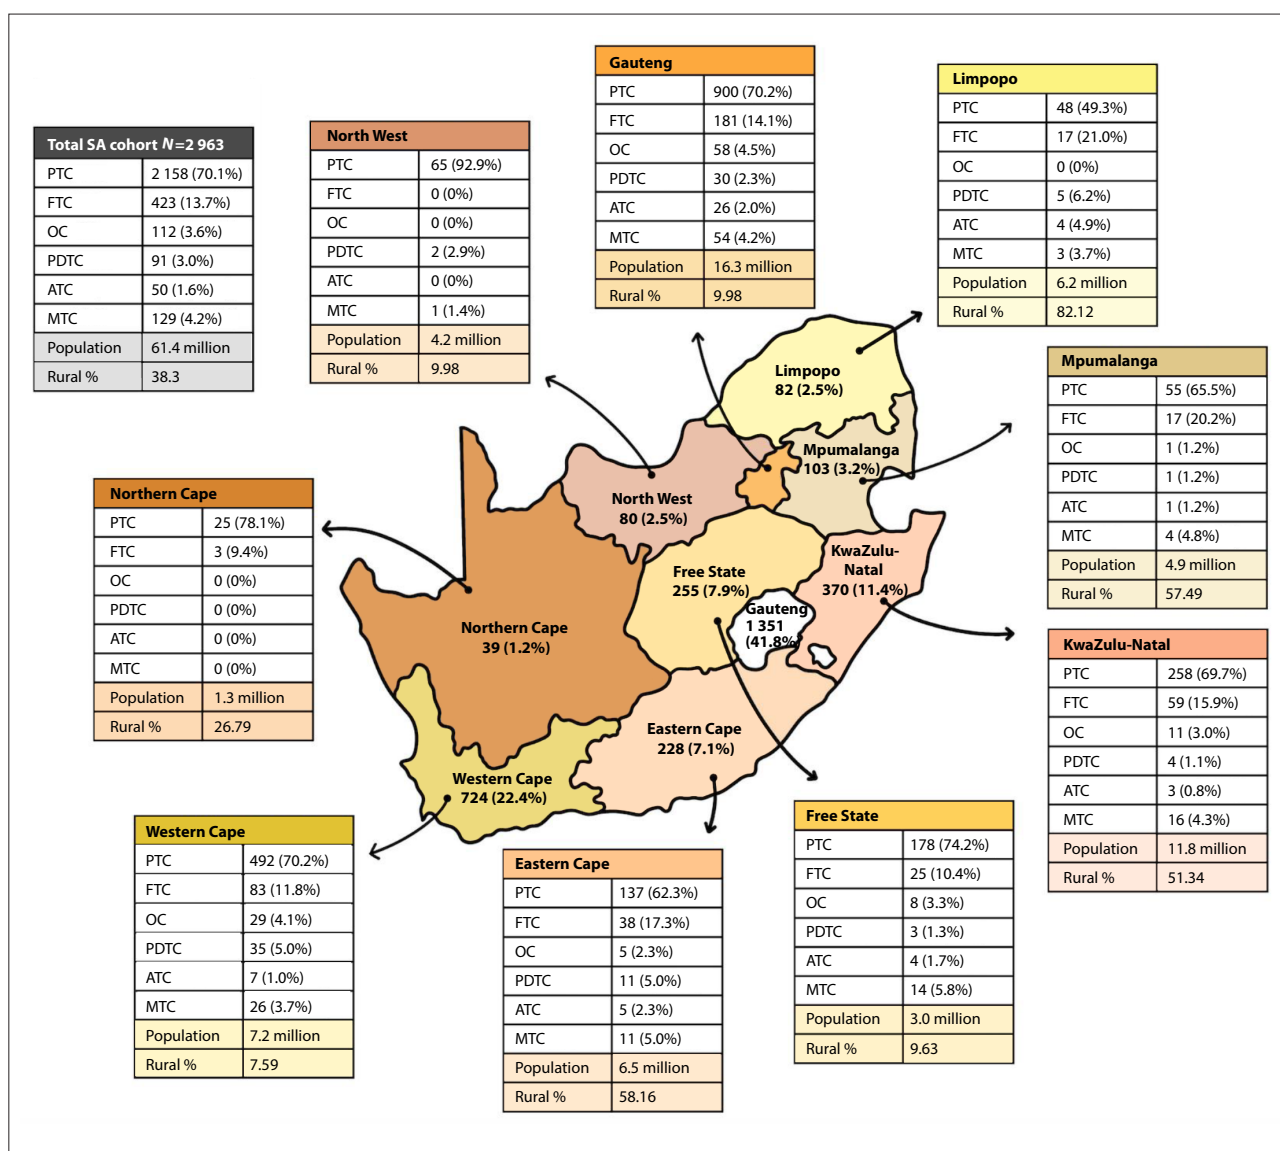 Total SA cohort N=2 963
PTC 2 158 (70.1%)
FTC 423 (13.7%)
OC 112 (3.6%)
PDTC 91 (3.0%)
ATC 50 (1.6%)
MTC 129 (4.2%)
Population 61.4 million
Rural % 38.3
North West
PTC 65 (92.9%)
FTC 0 (0%)
OC 0 (0%)
PDTC 2 (2.9%)
ATC 0 (0%)
MTC 1 (1.4%)
Population 4.2 million
Rural % 9.98
Gauteng
PTC 900 (70.2%)
FTC 181 (14.1%)
OC 58 (4.5%)
PDTC 30 (2.3%)
ATC 26 (2.0%)
MTC 54 (4.2%)
Population 16.3 million
Rural % 9.98
Limpopo
PTC 48 (49.3%)
FTC 17 (21.0%)
OC 0 (0%)
PDTC 5 (6.2%)
ATC 4 (4.9%)
MTC 3 (3.7%)
Population 6.2 million
Rural % 82.12
Mpumalanga
PTC 55 (65.5%)
FTC 17 (20.2%)
OC 1 (1.2%)
PDTC 1 (1.2%)
ATC 1 (1.2%)
MTC 4 (4.8%)
Population 4.9 million
Rural % 57.49
Limpopo
82 (2.5%)
Mpumalanga
103 (3.2%)
North West
80 (2.5%)
Free State
255 (7.9%)
KwaZulu-
Natal
370 (11.4%)
Gauteng
1 351
(41.8%
Northern Cape
39 (1.2%)
Eastern Cape
228 (7.1%)
Western Cape
724 (22.4%)
Northern Cape
PTC 25 (78.1%)
FTC 3 (9.4%)
OC 0 (0%)
PDTC 0 (0%)
ATC 0 (0%)
MTC 0 (0%)
Population 1.3 million
Rural % 26.79
KwaZulu-Natal
PTC 258 (69.7%)
FTC 59 (15.9%)
OC 11 (3.0%)
PDTC 4 (1.1%)
ATC 3 (0.8%)
MTC 16 (4.3%)
Population 11.8 million
Rural % 51.34
Western Cape
PTC 492 (70.2%)
FTC 83 (11.8%)
OC 29 (4.1%)
PDTC 35 (5.0%)
ATC 7 (1.0%)
MTC 26 (3.7%)
Population 7.2 million
Rural % 7.59
Eastern Cape
PTC 137 (62.3%)
FTC 38 (17.3%)
OC 5 (2.3%)
PDTC 11 (5.0%)
ATC 5 (2.3%)
MTC 11 (5.0%)
Population 6.5 million
Rural % 58.16
Free State
PTC 178 (74.2%)
FTC 25 (10.4%)
OC 8 (3.3%)
PDTC 3 (1.3%)
ATC 4 (1.7%)
MTC 14 (5.8%)
Population 3.0 million
Rural % 9.63